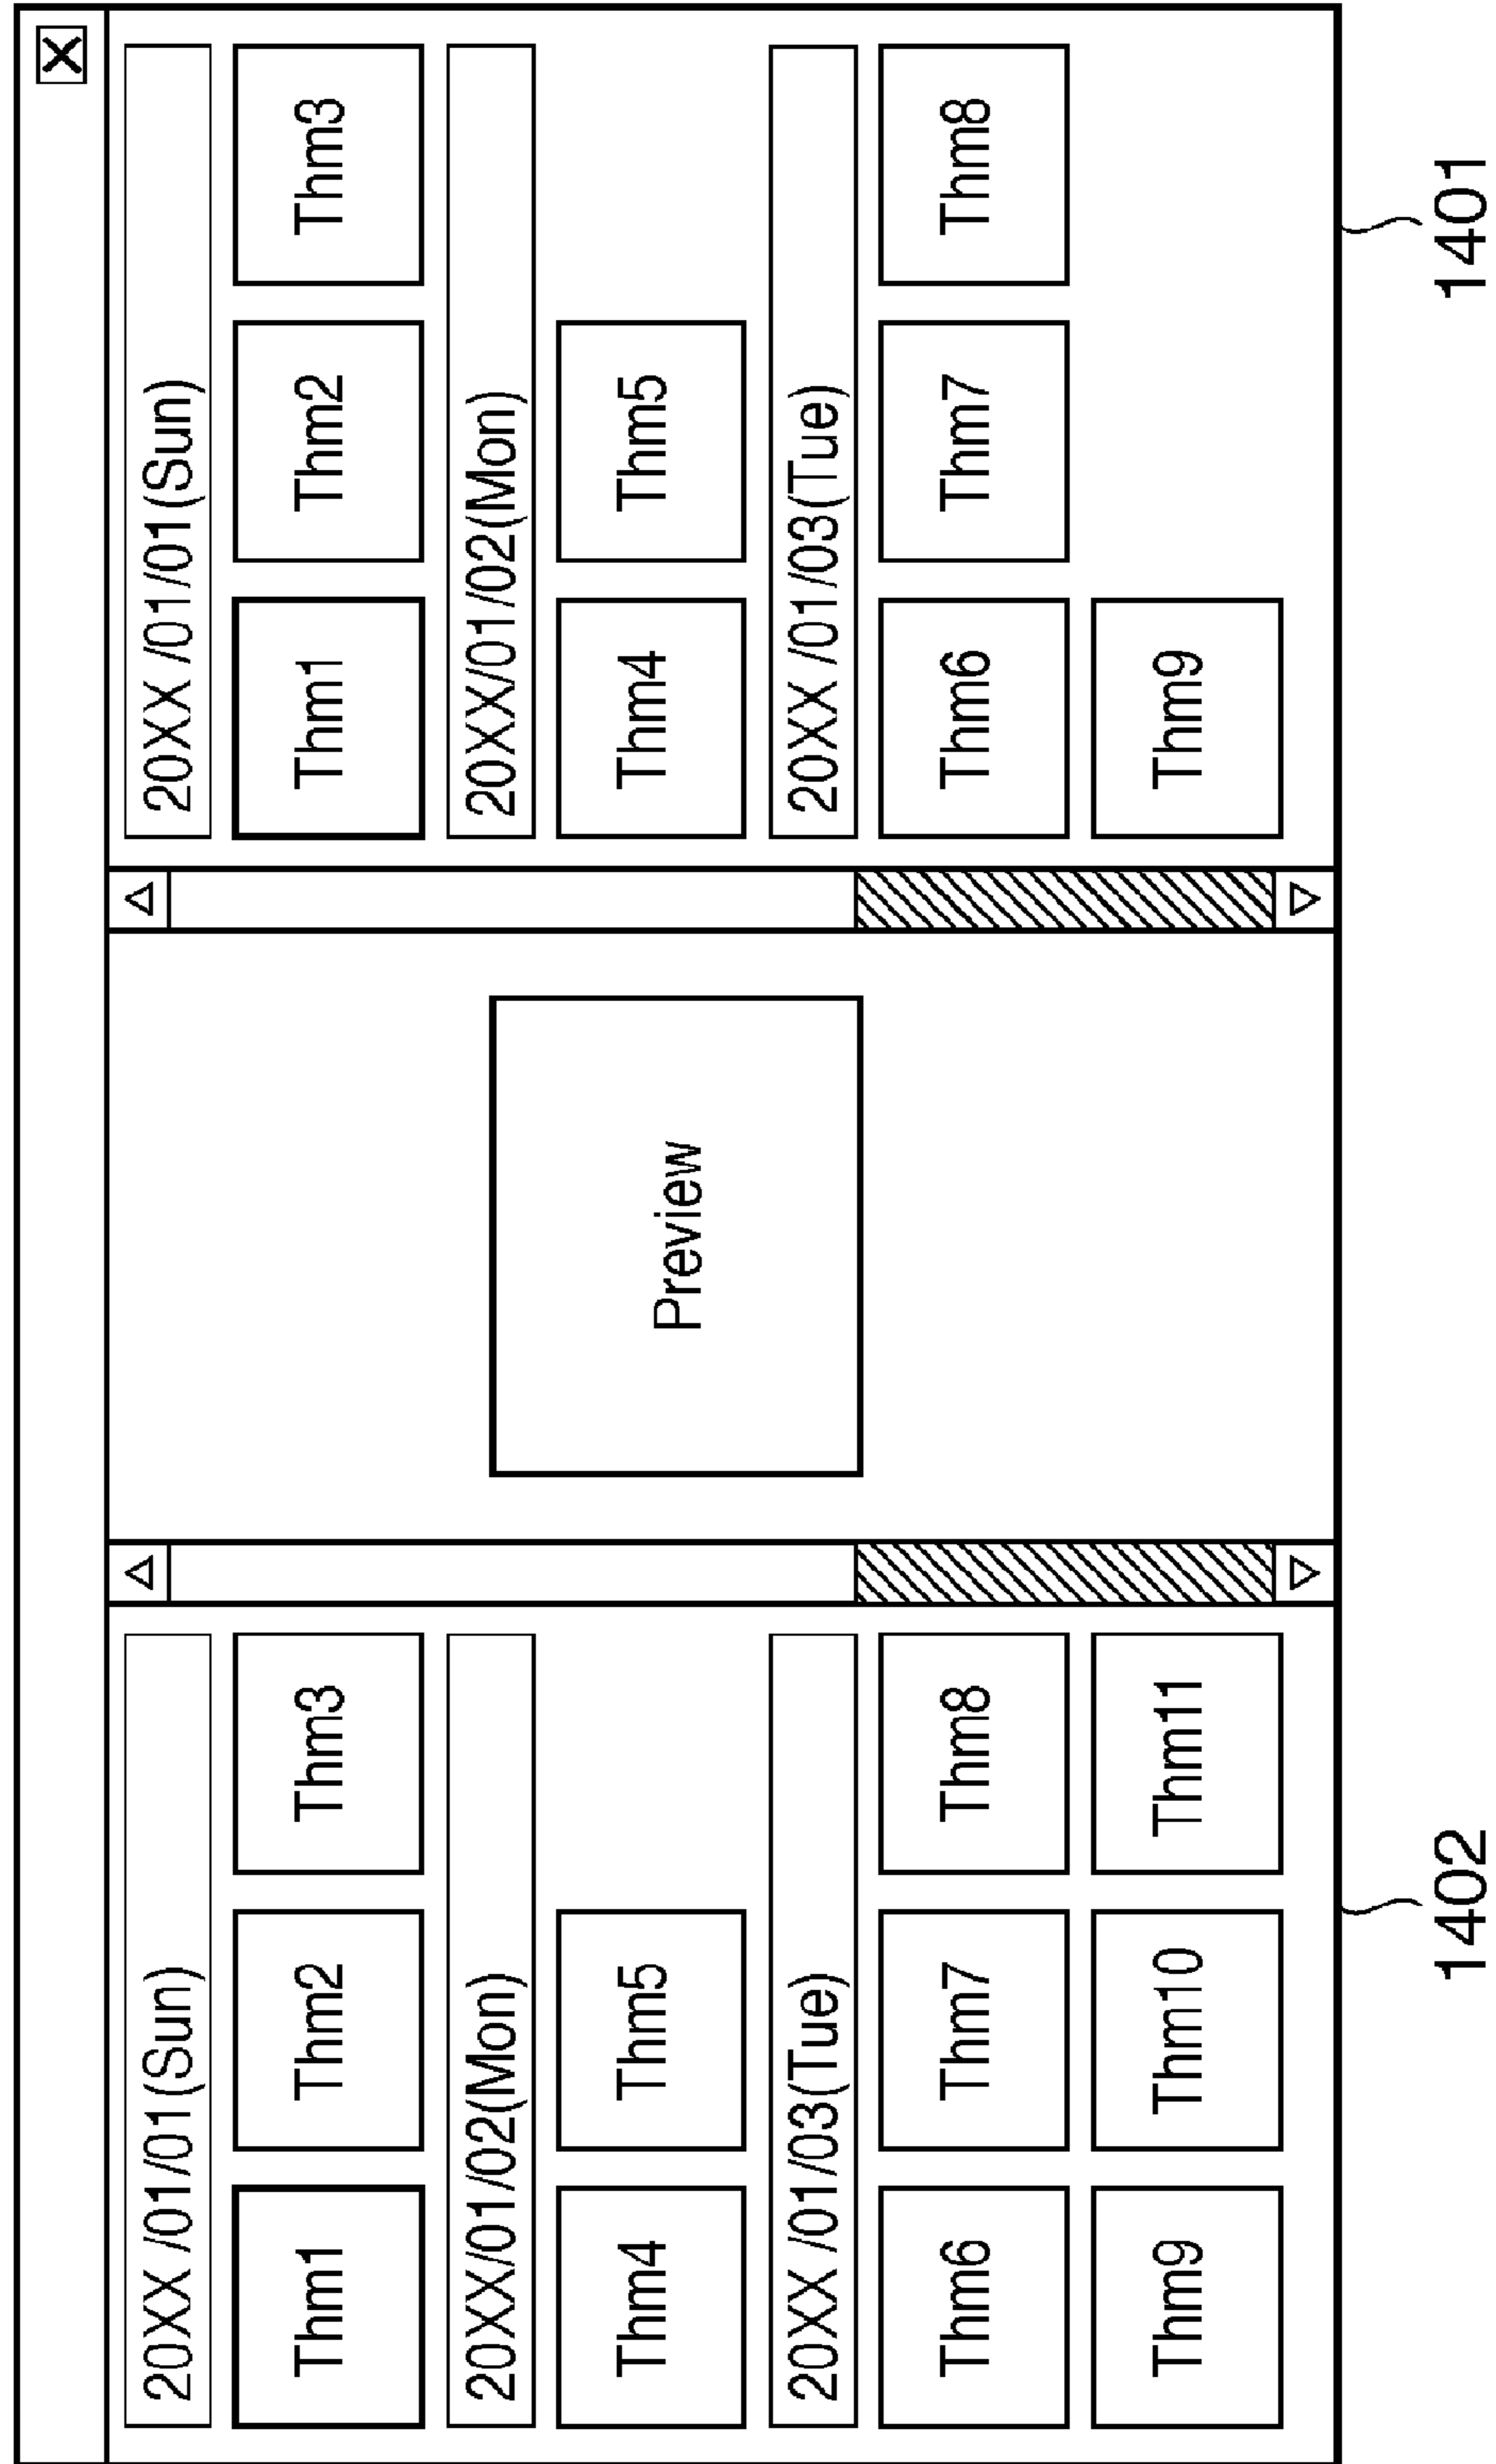 X
20XX /01/01(Sun)
Thm1 Thm2 Thm3
20XX/01/02(Mon)
Thm4 Thm5
20XX /01/03(Tue)
Thm6 Thm7 Thm8
Thm9 Thm10 Thm11
Preview
20XX /01/01(Sun)
Thm1 Thm2 Thm3
20XX/01/02(Mon)
Thm4 Thm5
20XX /01/03(Tue)
Thm6 Thm7 Thm8
Thm9
1402
1401